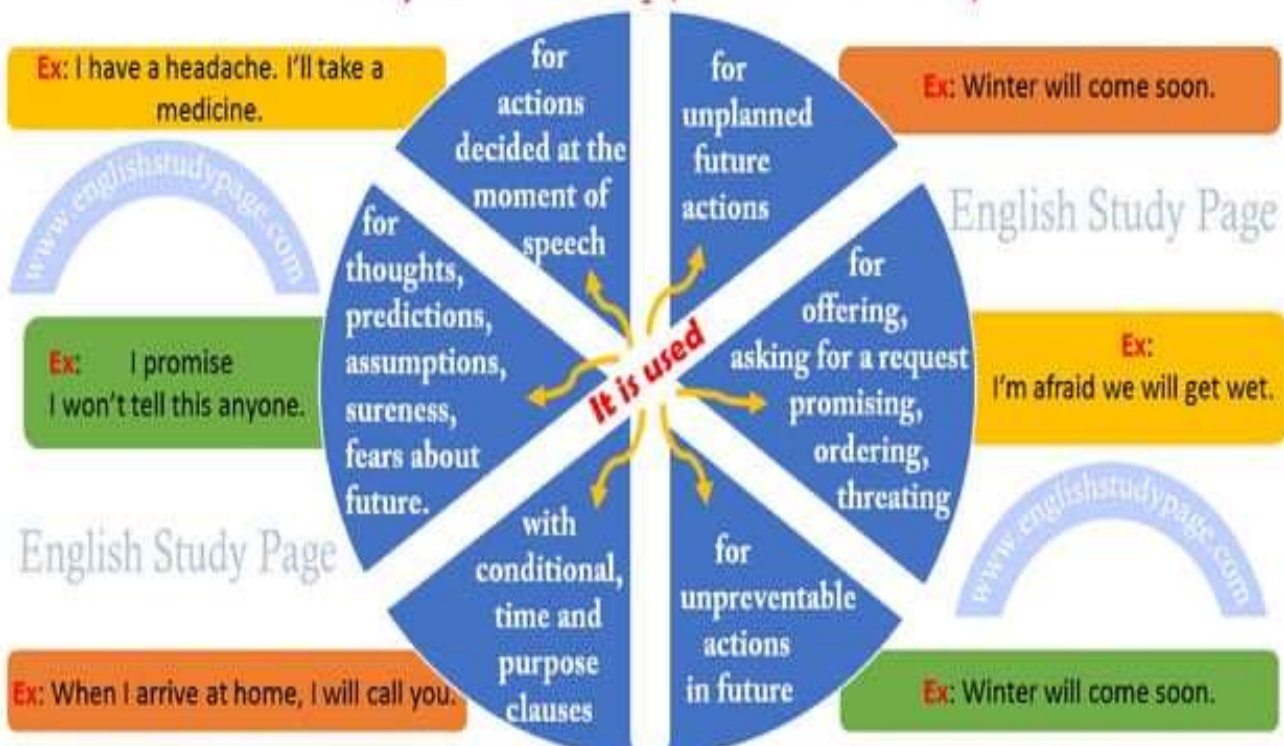 Ex: I have a headache. I'll take a
medicine.
for
actions
decided at the
moment of
speech
for
unplanned
future
actions
Ex: Winter will come soon.
www.englishstudypage.com
English Study Page
for
thoughts,
predictions,
assumptions,
sureness,
fears about
future.
It is used
for
offering,
asking for a request
promising,
ordering,
threating
Ex: I promise
I won't tell this anyone.
Ex:
I'm afraid we will get wet.
English Study Page
www.englishstudypage.com
with
conditional,
time and
purpose
clauses
for
unpreventable
actions
in future
Ex: When I arrive at home, I will call you.
Ex: Winter will come soon.